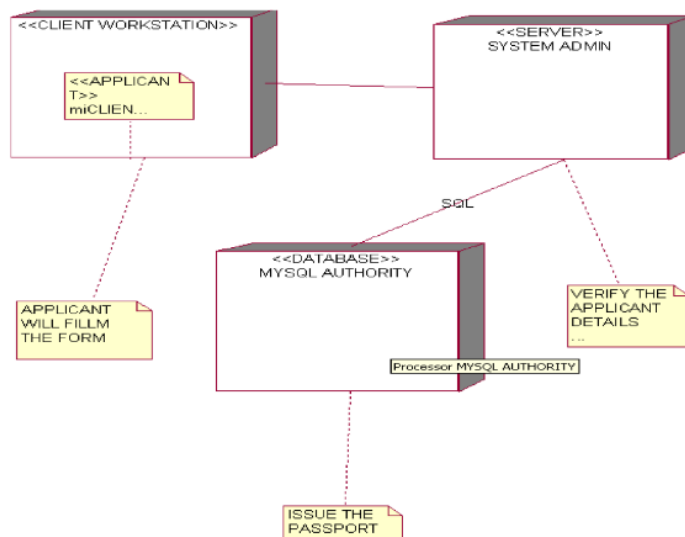 <<CLIENT WORKSTATION>>
<<APPLICAN
T>>
miCLIEN...
<<SERVER>>
SYSTEM ADMIN
SQL
<<DATABASE>>
MYSQL AUTHORITY
APPLICANT
WILL FILLM
THE FORM
VERIFY THE
APPLICANT
DETAILS
...
Processor MYSQL AUTHORITY
ISSUE THE
PASSPORT